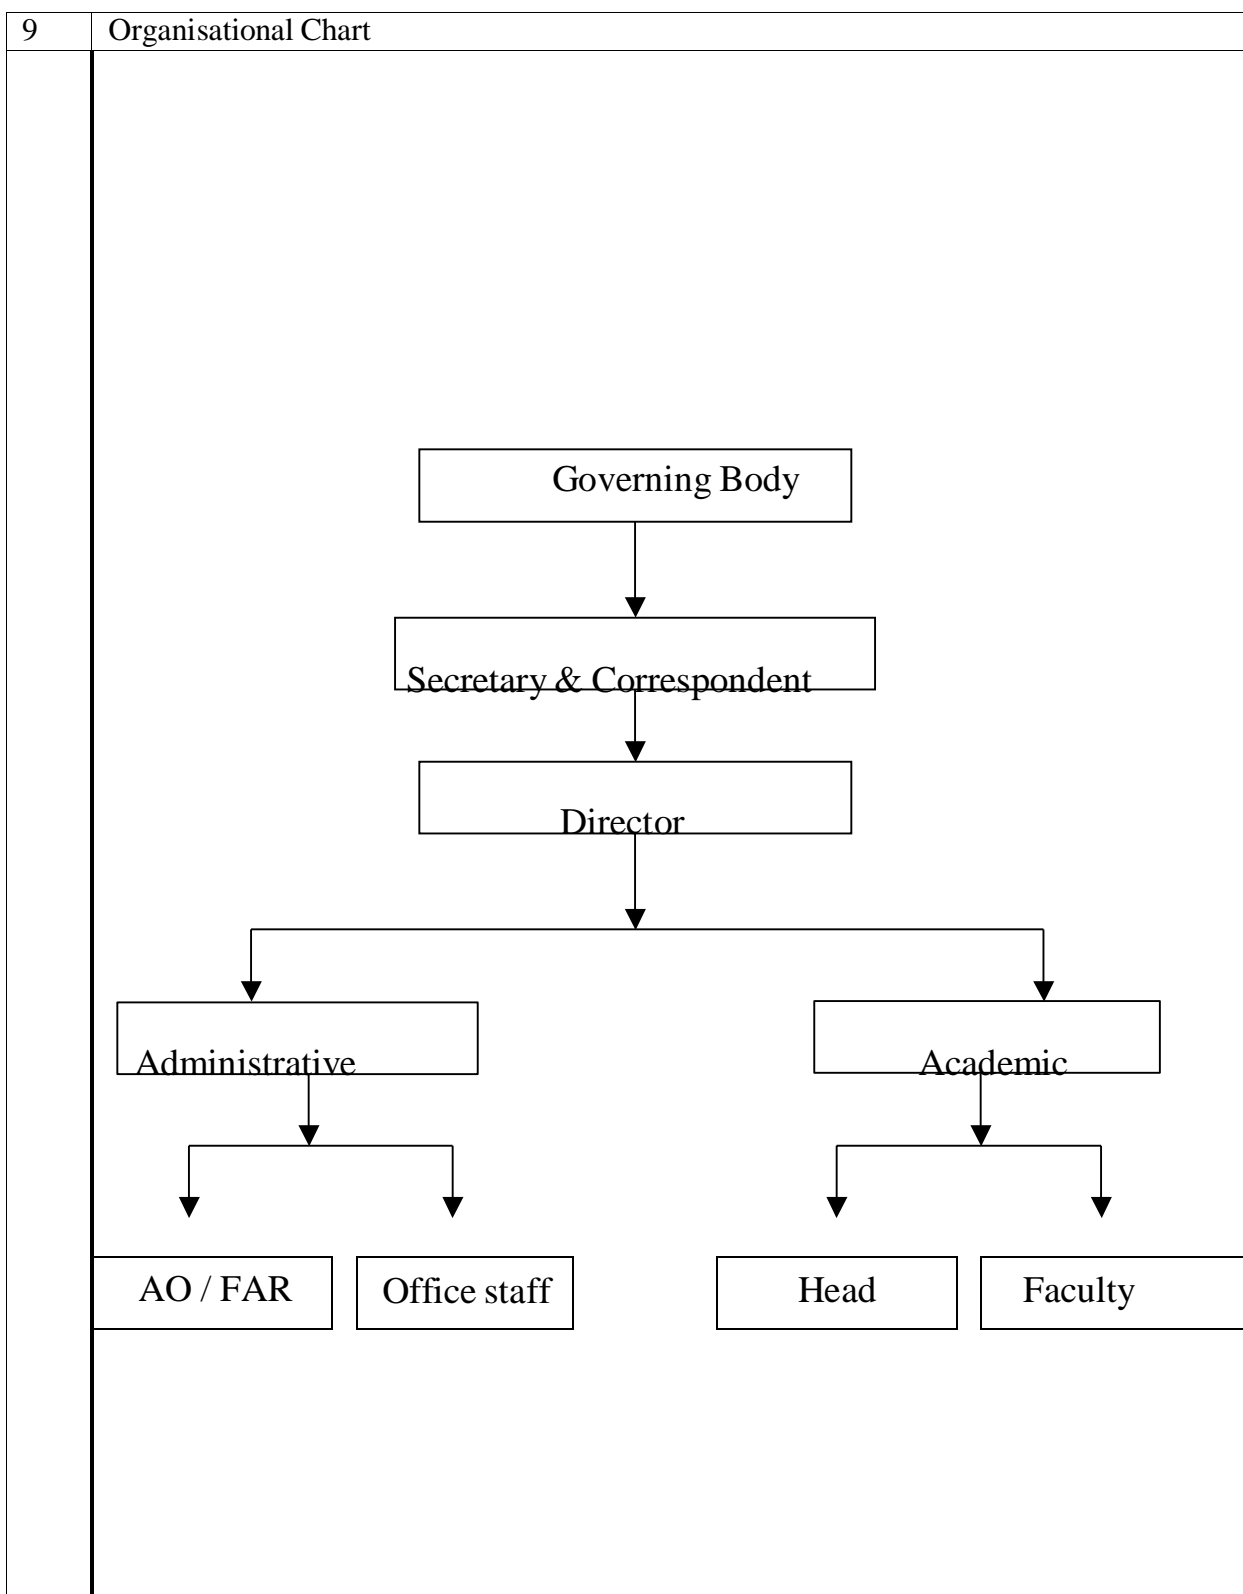 9 Organisational Chart
Governing Body
Secretary & Correspondent
Director
Administrative Academic
AO / FAR Office staff Head Faculty